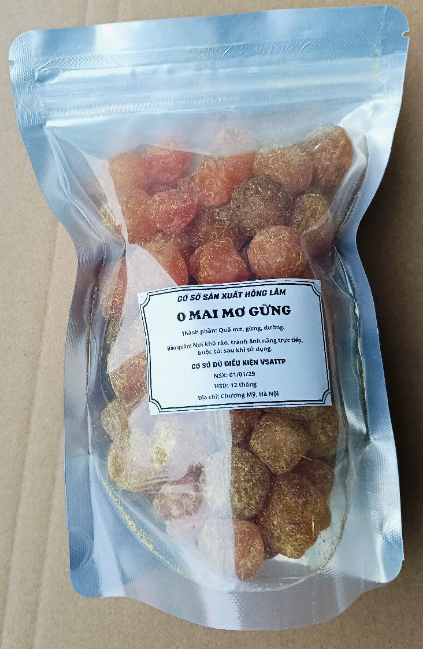 CƠ SỞ SẢN XUẤT HỒNG LÂM
Ô MAI MƠ GỪNG
Thành phần: Quả mơ, gừng, đường.
Bảo quản: Nơi khô ráo, tránh ánh nắng trực tiếp,
buộc túi sau khi sử dụng.
CƠ SỞ ĐỦ ĐIỀU KIỆN VSATTP
NSX: 01/01/25
HSD: 12 tháng
Địa chỉ: Chương Mỹ, Hà Nội